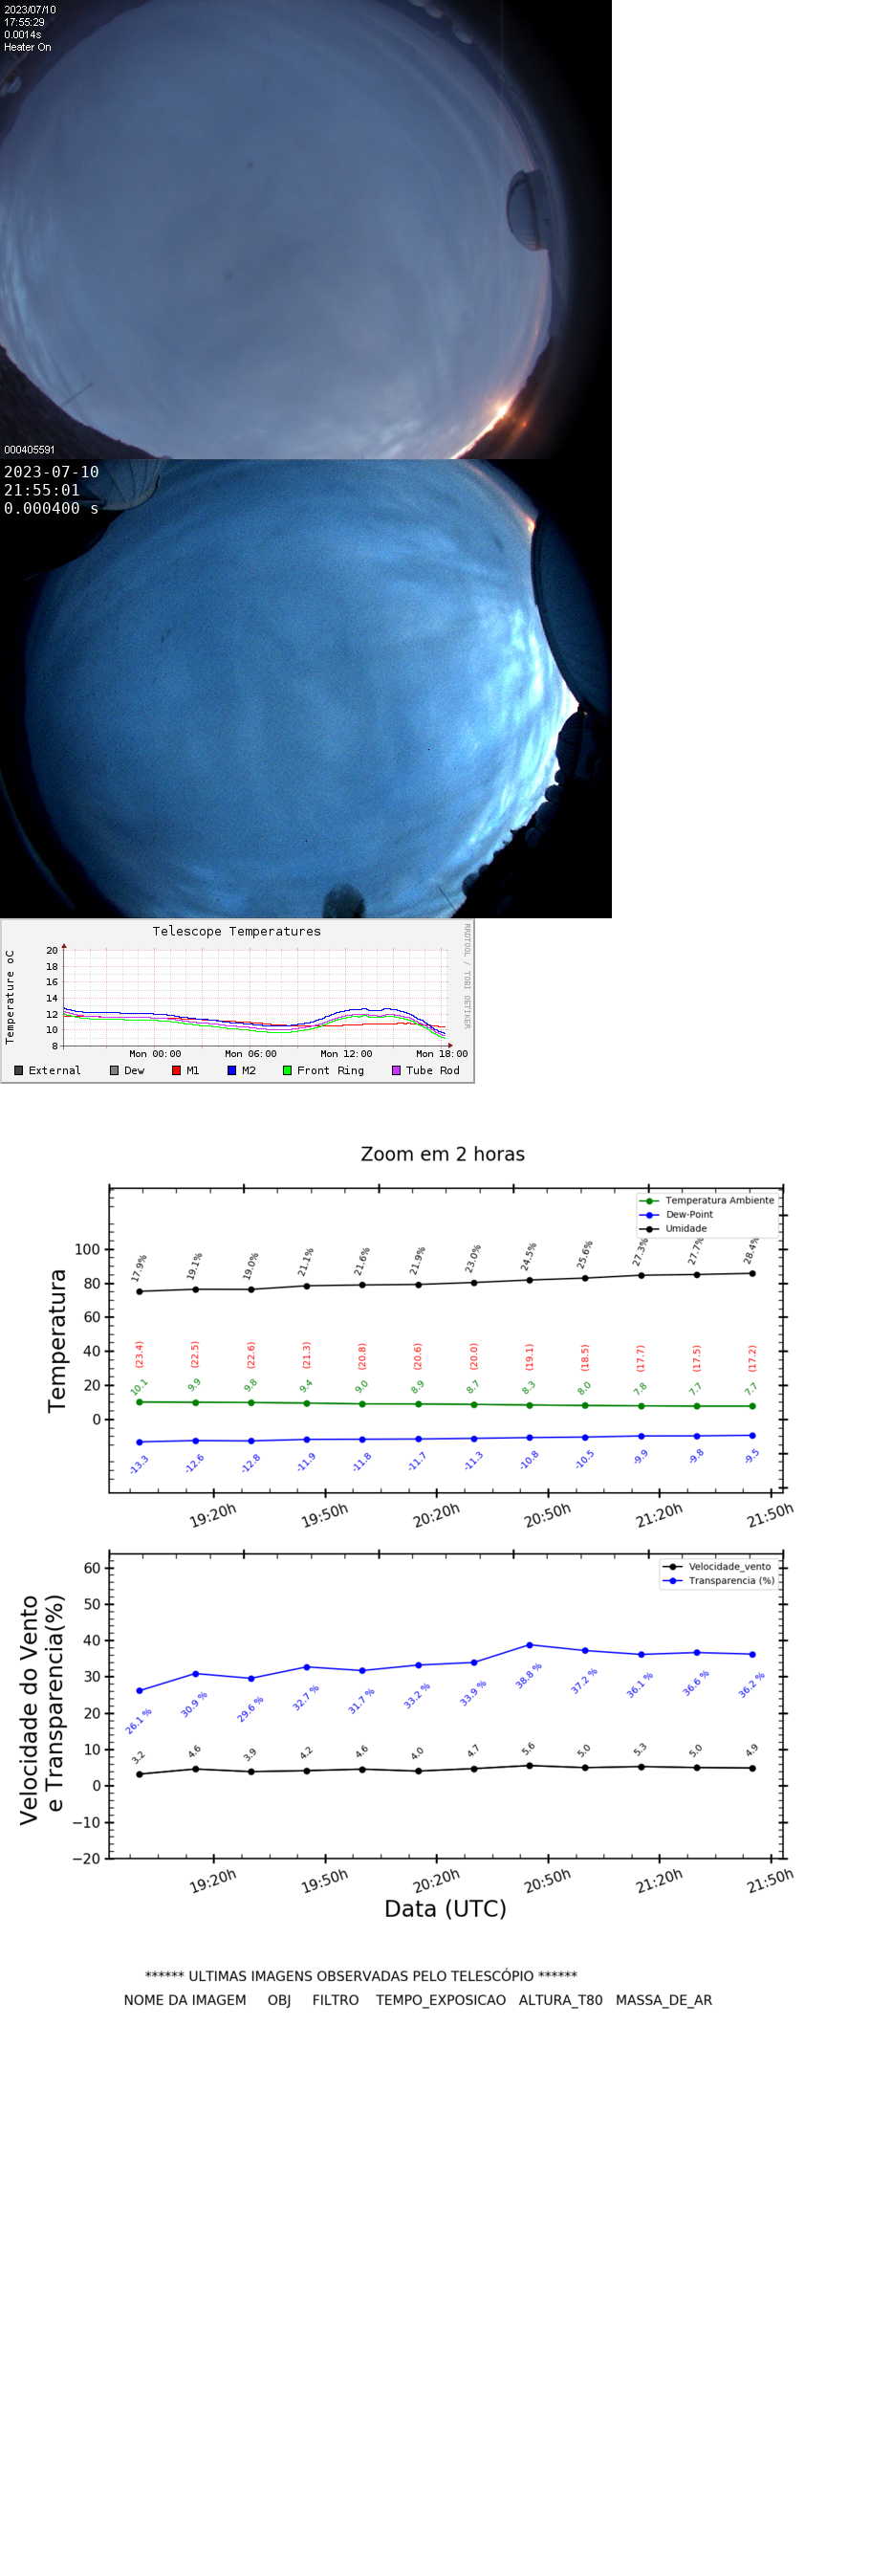 2023/07/10
17:55:29
0.0014s
Heater On
000405591
2023-07-10
21:55:01
0.000400 s
Telescope Temperatures
RRDTOOL / TOBI OETIKER
Temperature oC
20
18
16
14
12
10
8
Mon 00:00 Mon 06:00 Mon 12:00 Mon 18:00
External Dew M1 M2 Front Ring Tube Rod
Zoom em 2 horas
Temperatura Ambiente
Dew-Point
Umidade
Temperatura
100
80
60
40
20
0
17.9% 19.1% 19.0% 21.1% 21.6% 21.9% 23.0% 24.5% 25.6% 27.3% 27.7% 28.4%
(23.4) (22.5) (22.6) (21.3) (20.8) (20.6) (20.0) (19.1) (18.5) (17.7) (17.5) (17.2)
10.1 9.9 9.8 9.4 9.0 8.9 8.7 8.3 8.0 7.8 7.7 7.7
-13.3 -12.6 -12.8 -11.9 -11.8 -11.7 -11.3 -10.8 -10.5 -9.9 -9.8 -9.5
19:20h 19:50h 20:20h 20:50h 21:20h 21:50h
Velocidade_vento
Transparencia (%)
Velocidade do Vento
e Transparencia(%)
60
50
40
30
20
10
0
−10
−20
26.1 % 30.9 % 29.6 % 32.7 % 31.7 % 33.2 % 33.9 % 38.8 % 37.2 % 36.1 % 36.6 % 36.2 %
3.2 4.6 3.9 4.2 4.6 4.0 4.7 5.6 5.0 5.3 5.0 4.9
19:20h 19:50h 20:20h 20:50h 21:20h 21:50h
Data (UTC)
****** ULTIMAS IMAGENS OBSERVADAS PELO TELESCÓPIO ******
NOME DA IMAGEM OBJ FILTRO TEMPO_EXPOSICAO ALTURA_T80 MASSA_DE_AR